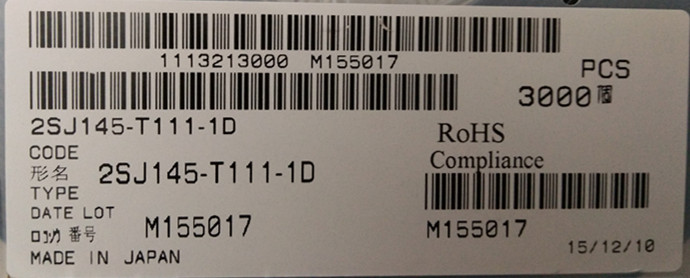 1113213000 M155017
PCS
3000個
2SJ145-T111-1D
RoHS
Compliance
CODE
形名 2SJ145-T111-1D
TYPE
DATE LOT
ロット番号 M155017
M155017
15/12/10
MADE IN JAPAN